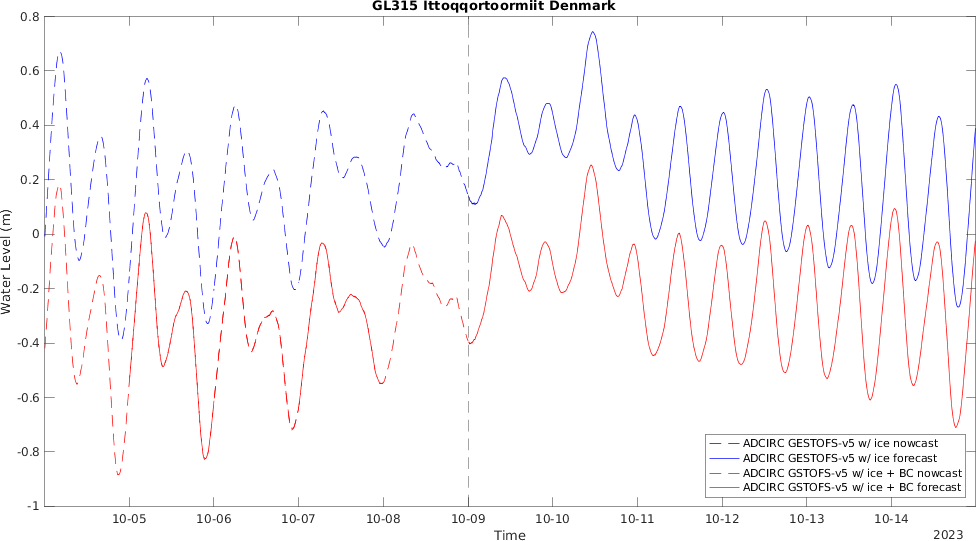 GL315 Ittoqqortoormiit Denmark
0.8
0.6
0.4
0.2
0
-0.2
-0.4
-0.6
-0.8
-1
Water Level (m)
ADCIRC GESTOFS-v5 w/ ice nowcast
ADCIRC GESTOFS-v5 w/ ice forecast
ADCIRC GSTOFS-v5 w/ ice + BC nowcast
ADCIRC GSTOFS-v5 w/ ice + BC forecast
10-05 10-06 10-07 10-08 10-09 10-10 10-11 10-12 10-13 10-14
Time
2023